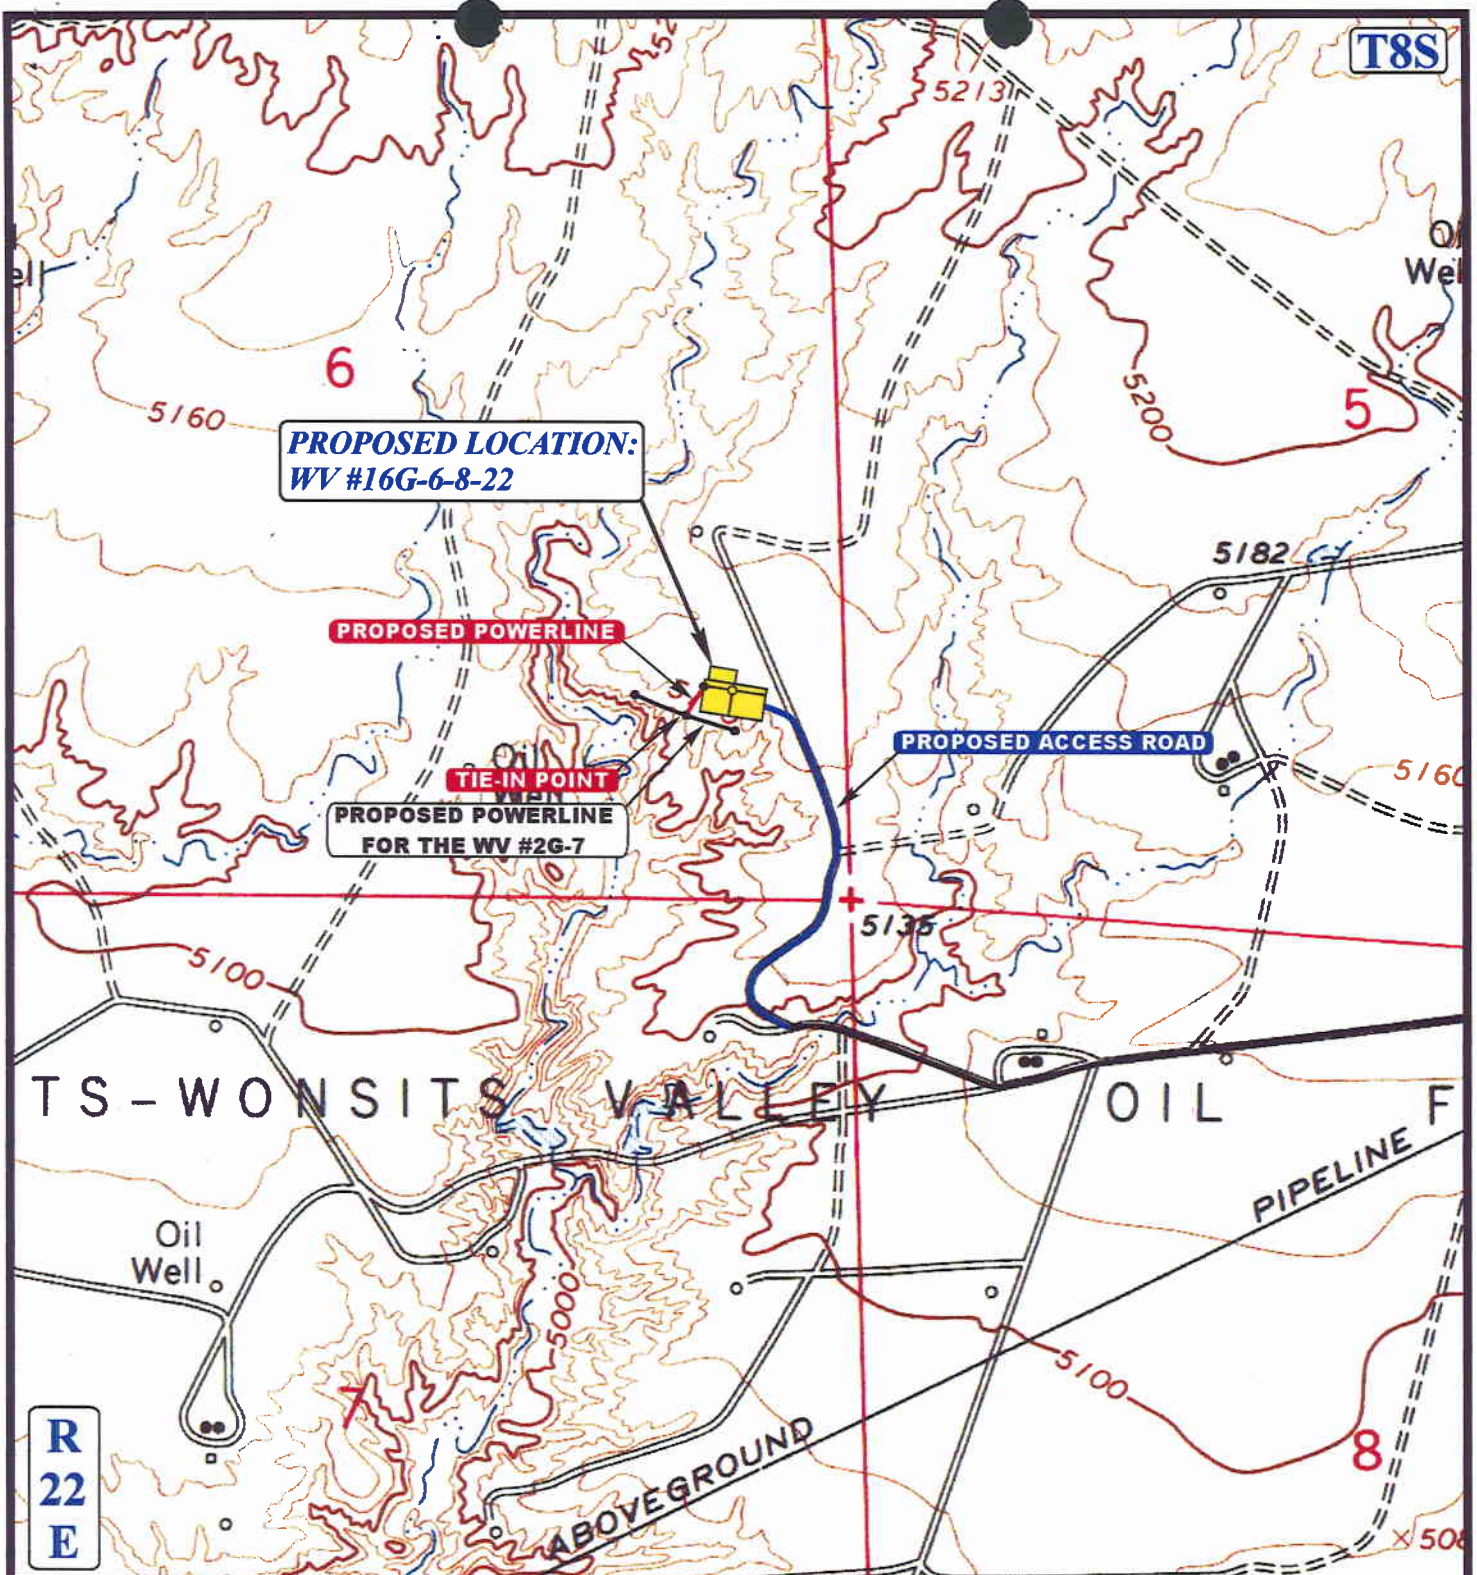 T8S
5213
5200
6
5160
5
PROPOSED LOCATION:
WV #16G-6-8-22
5182
PROPOSED POWERLINE
PROPOSED ACCESS ROAD
Oil
TIE-IN POINT
5160
PROPOSED POWERLINE
FOR THE WV #2G-7
5135
5100
TS-WONSITS VALLEY OIL F
PIPELINE
Oil
Well
5000
5100
7
ABOVEGROUND
8
R
22
E